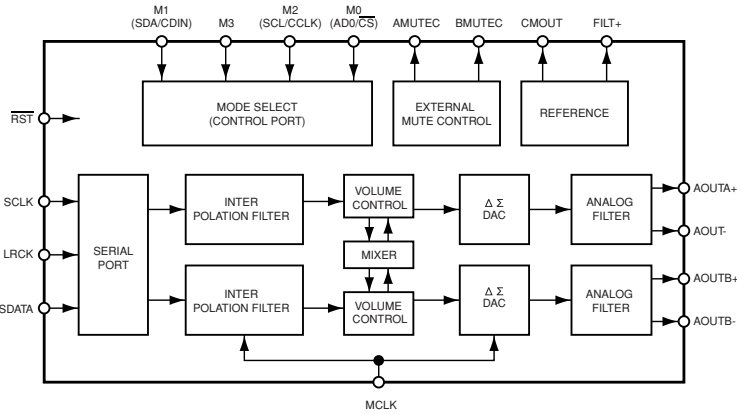 M1
(SDA/CDIN)
M3
M2
(SCL/CCLK)
M0
(AD0/CS)
AMUTEC
BMUTEC
CMOUT
FILT+
MODE SELECT
(CONTROL PORT)
EXTERNAL
MUTE CONTROL
REFERENCE
RST
SCLK
LRCK
SDATA
SERIAL
PORT
INTER
POLATION FILTER
VOLUME
CONTROL
Δ Σ
DAC
ANALOG
FILTER
AOUTA+
AOUT-
MIXER
INTER
POLATION FILTER
VOLUME
CONTROL
Δ Σ
DAC
ANALOG
FILTER
AOUTB+
AOUTB-
MCLK